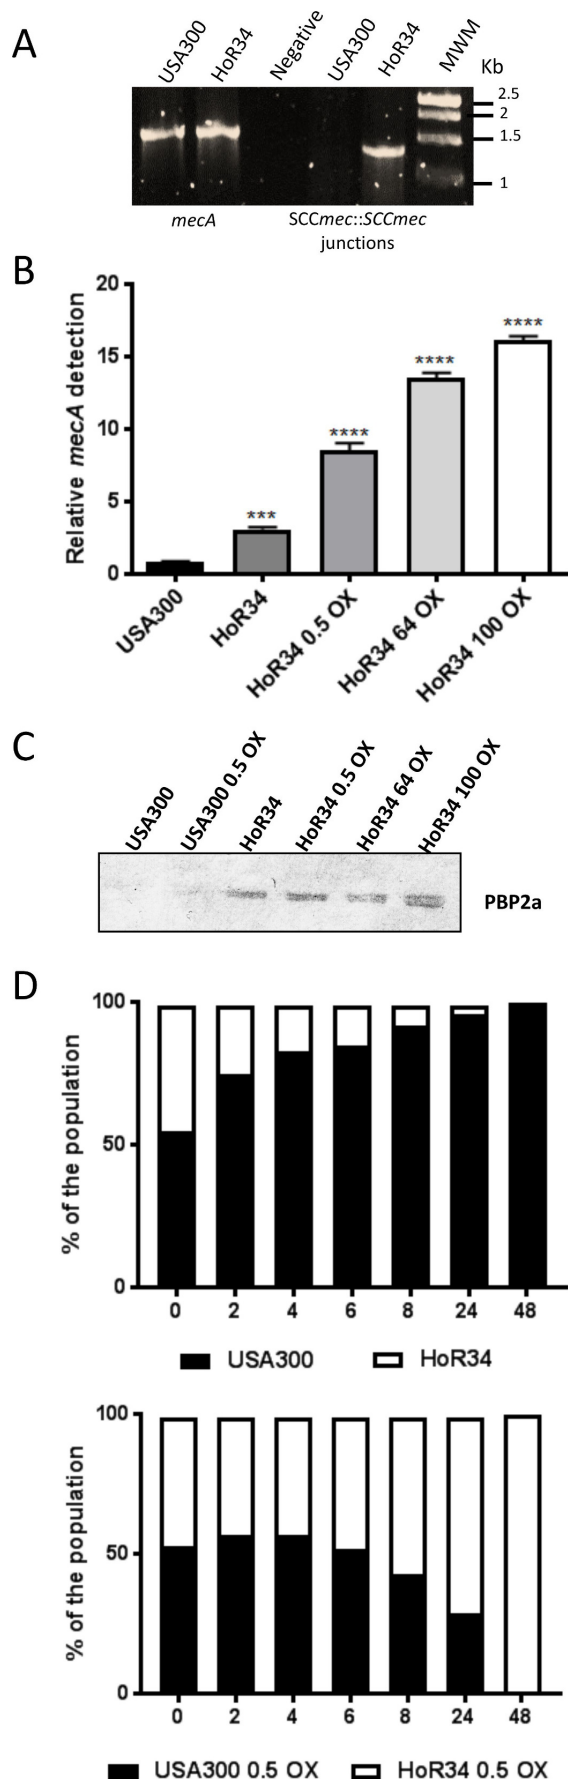 A
USA300
HoR34
Negative
USA300
HoR34
MWM
Kb
2.5
2
1.5
1
mecA
SCCmec::SCCmec
junctions
B
Relative mecA detection
20
15
10
5
0
***
****
****
****
USA300
HoR34
HoR34 0.5 OX
HoR34 64 OX
HoR34 100 OX
C
USA300
USA300 0.5 OX
HoR34
HoR34 0.5 OX
HoR34 64 OX
HoR34 100 OX
PBP2a
D
% of the population
100
50
0
0 2 4 6 8 24 48
USA300 HoR34
% of the population
100
50
0
0 2 4 6 8 24 48
USA300 0.5 OX HoR34 0.5 OX